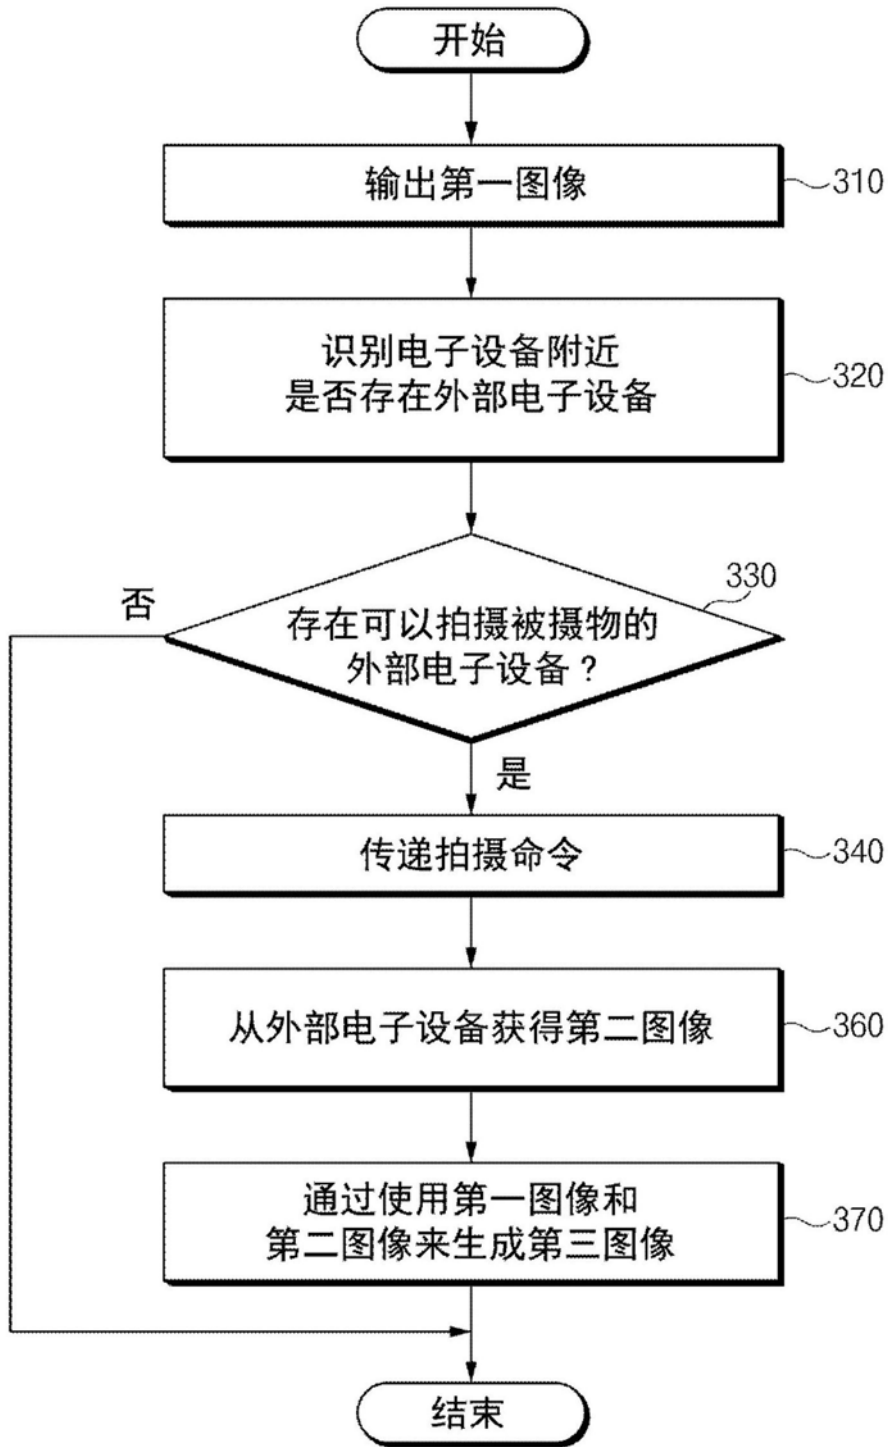 开始
输出第一图像
310
识别电子设备附近
是否存在外部电子设备
320
330
否
存在可以拍摄被摄物的
外部电子设备？
是
传递拍摄命令
340
从外部电子设备获得第二图像
360
通过使用第一图像和
第二图像来生成第三图像
370
结束